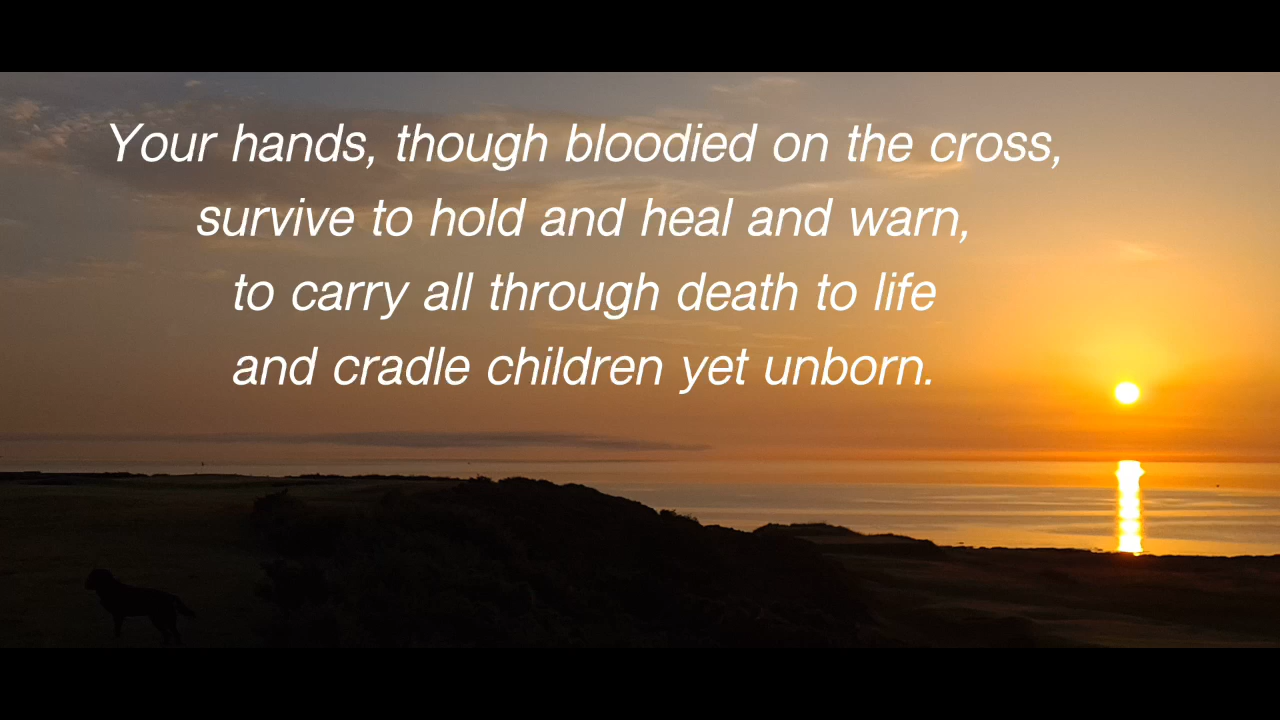 Your hands, though bloodied on the cross,
survive to hold and heal and warn,
to carry all through death to life
and cradle children yet unborn.